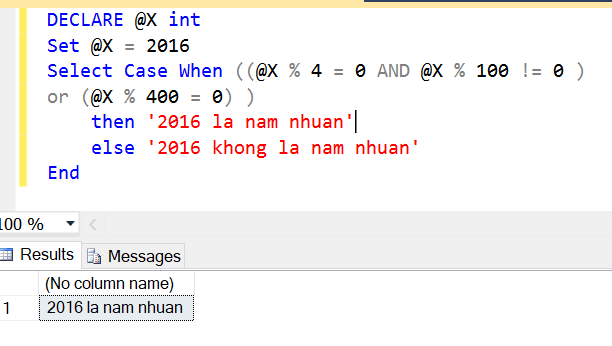 DECLARE @X int
Set @X = 2016
Select Case When ((@X % 4 = 0 AND @X % 100 != 0 )
or (@X % 400 = 0) )
then '2016 la nam nhuan'
else '2016 khong la nam nhuan'
End
100 %
Results Messages
(No column name)
1 2016 la nam nhuan